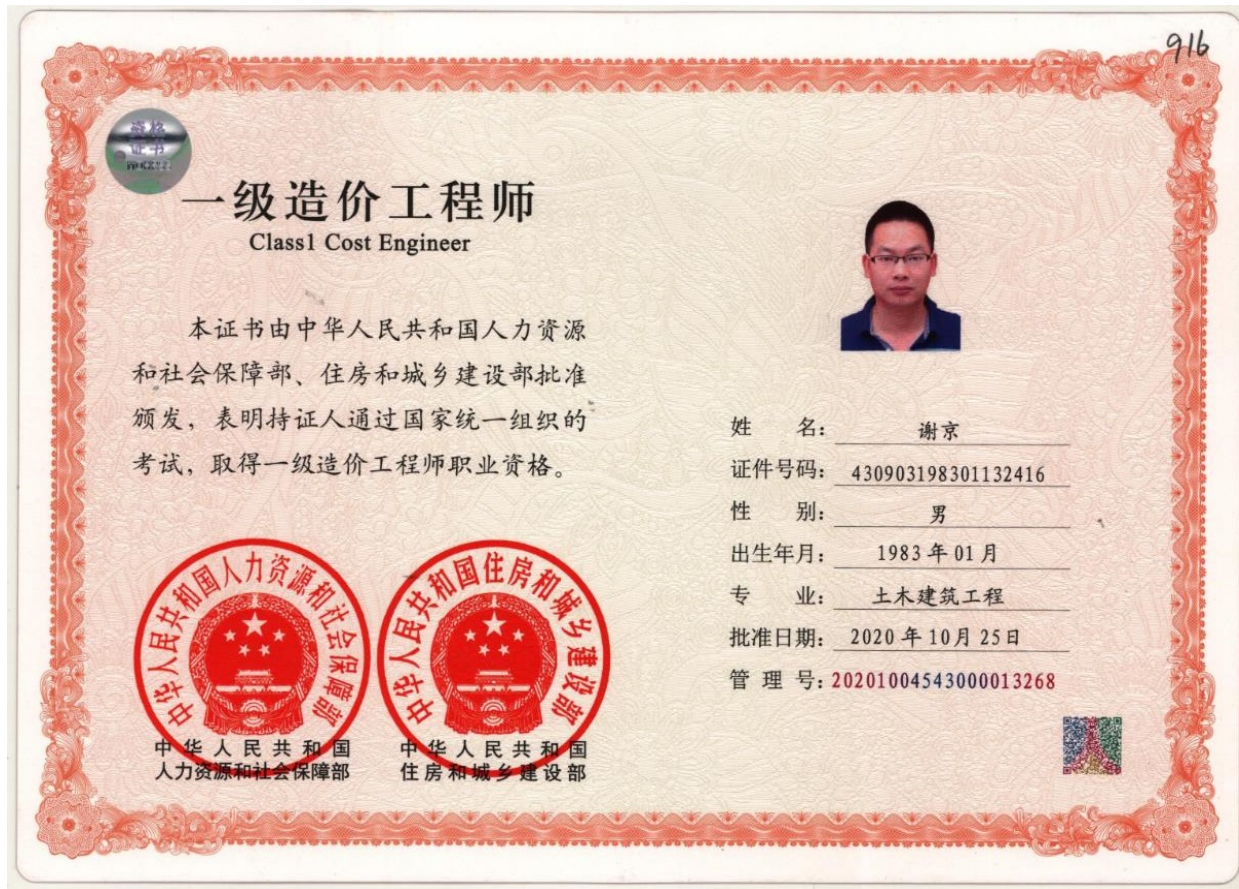 916
资格
证书
一级造价工程师
Class1 Cost Engineer
本证书由中华人民共和国人力资源
和社会保障部、住房和城乡建设部批准
颁发，表明持证人通过国家统一组织的
考试，取得一级造价工程师职业资格。
姓 名：谢京
证件号码：430903198301132416
性 别：男
出生年月：1983年01月
专 业：土木建筑工程
批准日期：2020年10月25日
管 理 号：20201004543000013268
中华人民共和国人力资源和社会保障部
中华人民共和国住房和城乡建设部
中华人民共和国
人力资源和社会保障部
中华人民共和国
住房和城乡建设部